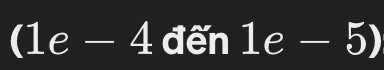 (1e − 4 đến 1e − 5)